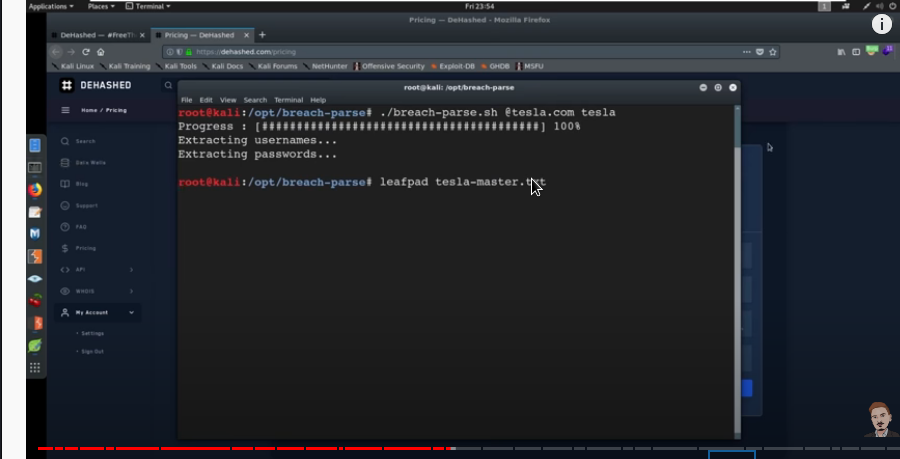 Applications Places Terminal Fri 23:54 1
Pricing — DeHashed - Mozilla Firefox
DeHashed — #FreeTh × Pricing — DeHashed × +
https://dehashed.com/pricing
Kali Linux Kali Training Kali Tools Kali Docs Kali Forums NetHunter Offensive Security Exploit-DB GHDB MSFU
DEHASHED
root@kali: /opt/breach-parse
Home / Pricing
File Edit View Search Terminal Help
root@kali:/opt/breach-parse# ./breach-parse.sh @tesla.com tesla
Progress : [########################################] 100%
Extracting usernames...
Extracting passwords...
root@kali:/opt/breach-parse# leafpad tesla-master.txt
Search
Data Wells
Blog
Support
FAQ
Pricing
API
WHOIS
My Account
- Settings
- Sign Out